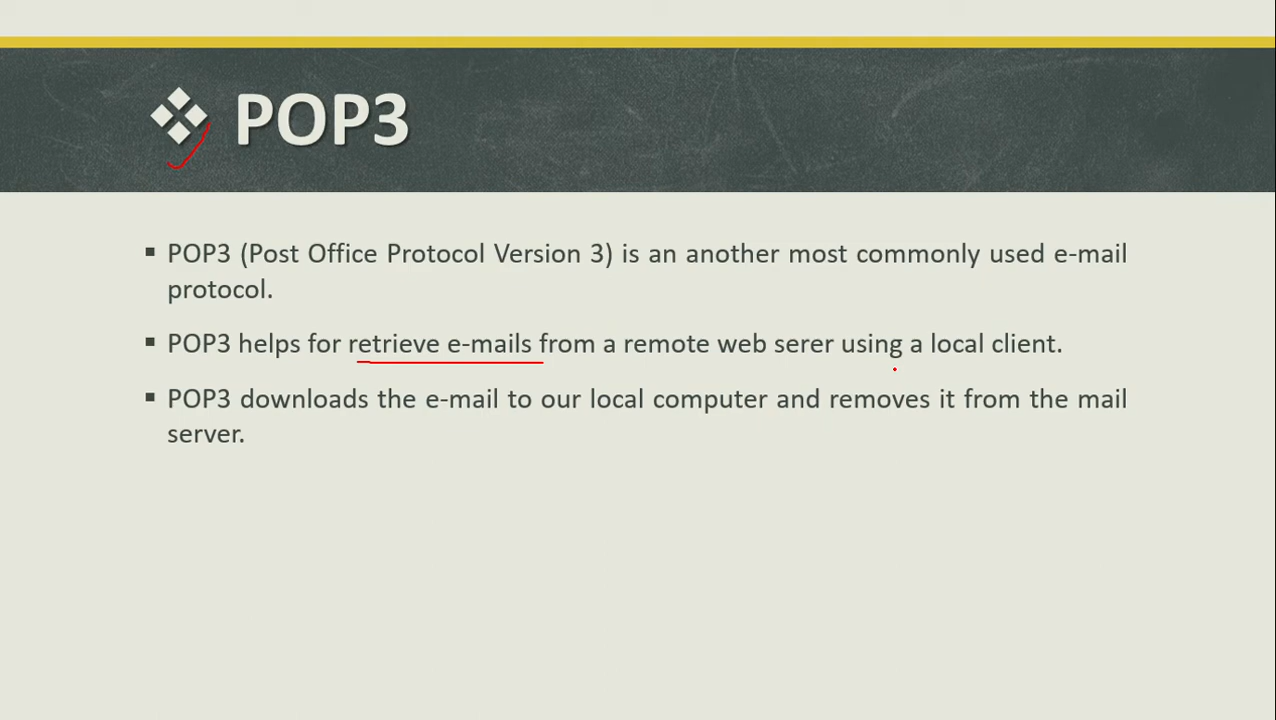 POP3
POP3 (Post Office Protocol Version 3) is an another most commonly used e-mail
protocol.
POP3 helps for retrieve e-mails from a remote web serer using a local client.
POP3 downloads the e-mail to our local computer and removes it from the mail
server.